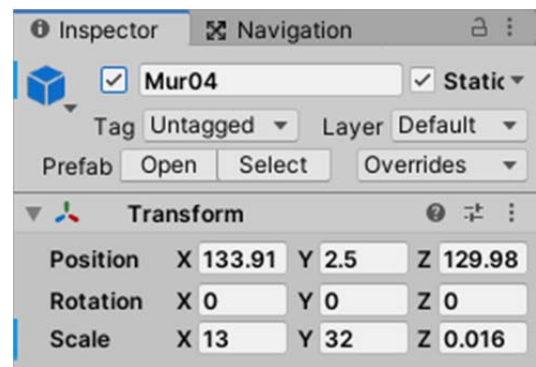 Inspector Navigation
Mur04 Static
Tag Untagged Layer Default
Prefab Open Select Overrides
Transform
Position X 133.91 Y 2.5 Z 129.98
Rotation X 0 Y 0 Z 0
Scale X 13 Y 32 Z 0.016